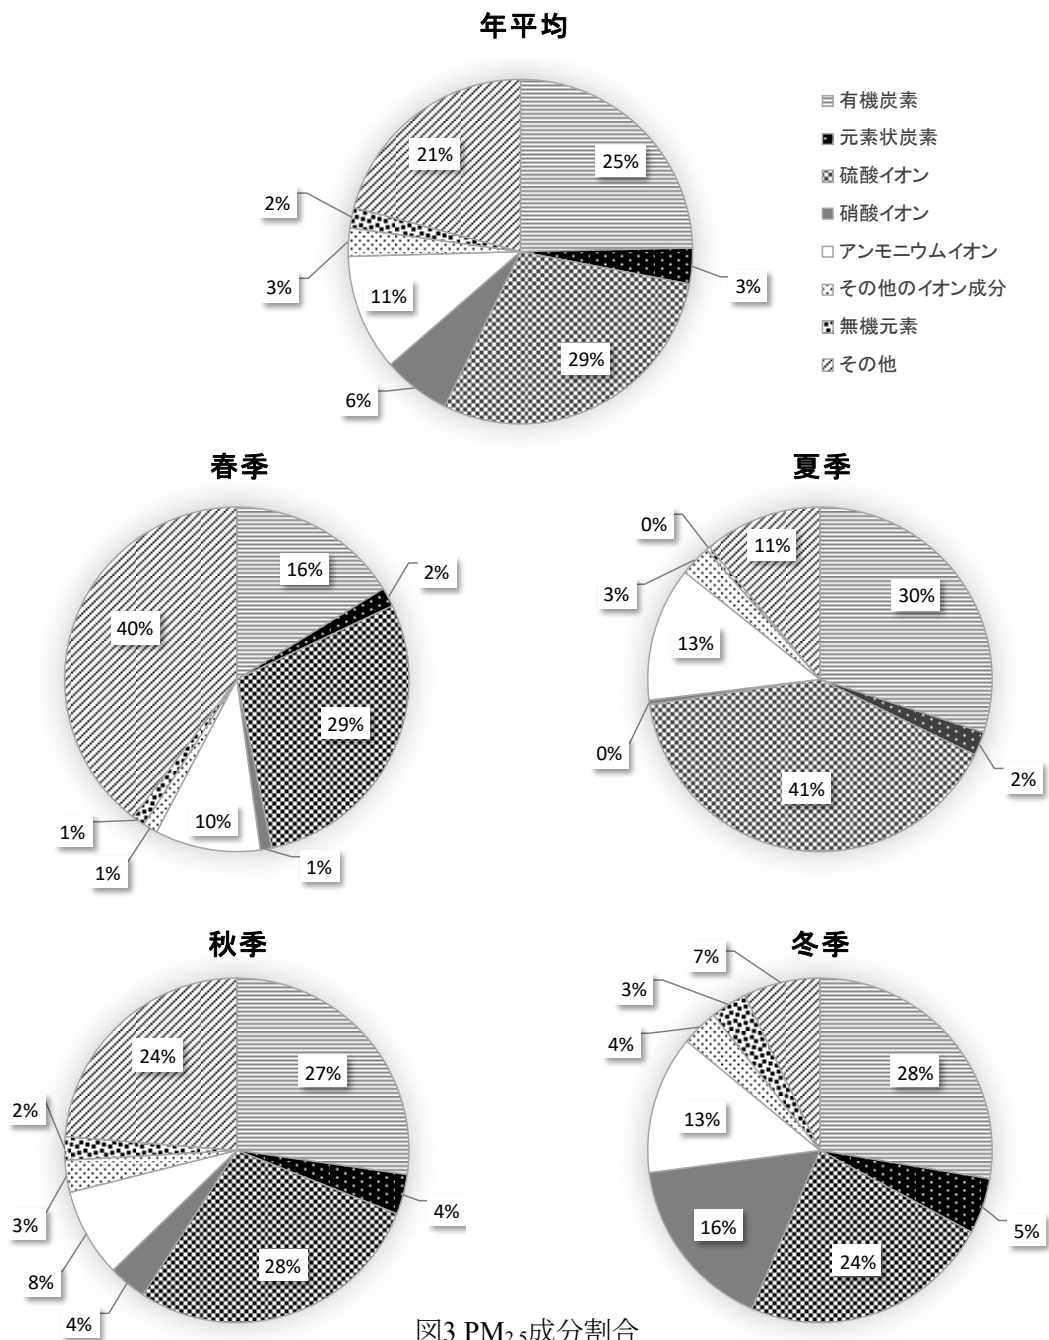 年平均
有機炭素
元素状炭素
硫酸イオン
硝酸イオン
アンモニウムイオン
その他のイオン成分
無機元素
その他
25%
3%
29%
6%
11%
3%
2%
21%
春季
16%
2%
29%
1%
10%
1%
1%
40%
夏季
30%
2%
41%
0%
13%
3%
0%
11%
秋季
27%
4%
28%
4%
8%
3%
2%
24%
冬季
28%
5%
24%
16%
13%
4%
3%
7%
図3 PM2.5成分割合